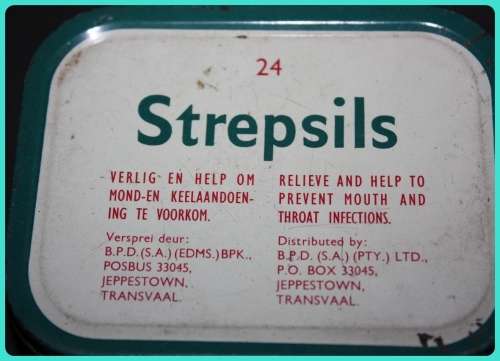 24
Strepsils
VERLIG EN HELP OM
MOND-EN KEELAANDOEN-
ING TE VOORKOM.
Versprei deur:
B.P.D.(S.A.)(EDMS.)BPK.,
POSBUS 33045,
JEPPESTOWN,
TRANSVAAL.
RELIEVE AND HELP TO
PREVENT MOUTH AND
THROAT INFECTIONS.
Distributed by:
B.P.D. (S.A.) (PTY.) LTD.,
P.O. BOX 33045,
JEPPESTOWN,
TRANSVAAL.